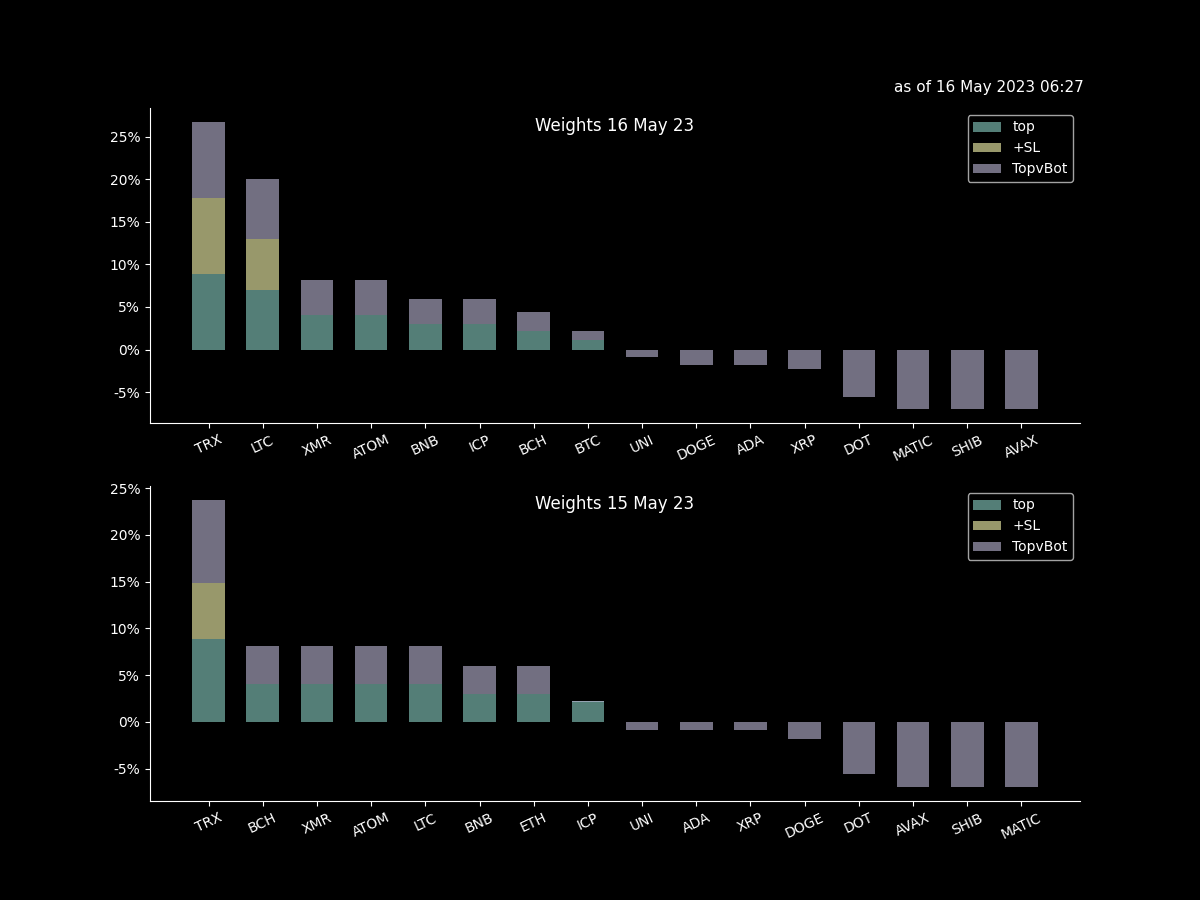 as of 16 May 2023 06:27
Weights 16 May 23
top
+SL
TopvBot
25%
20%
15%
10%
5%
0%
-5%
TRX LTC XMR ATOM BNB ICP BCH BTC UNI DOGE ADA XRP DOT MATIC SHIB AVAX
Weights 15 May 23
top
+SL
TopvBot
25%
20%
15%
10%
5%
0%
-5%
TRX BCH XMR ATOM LTC BNB ETH ICP UNI ADA XRP DOGE DOT AVAX SHIB MATIC